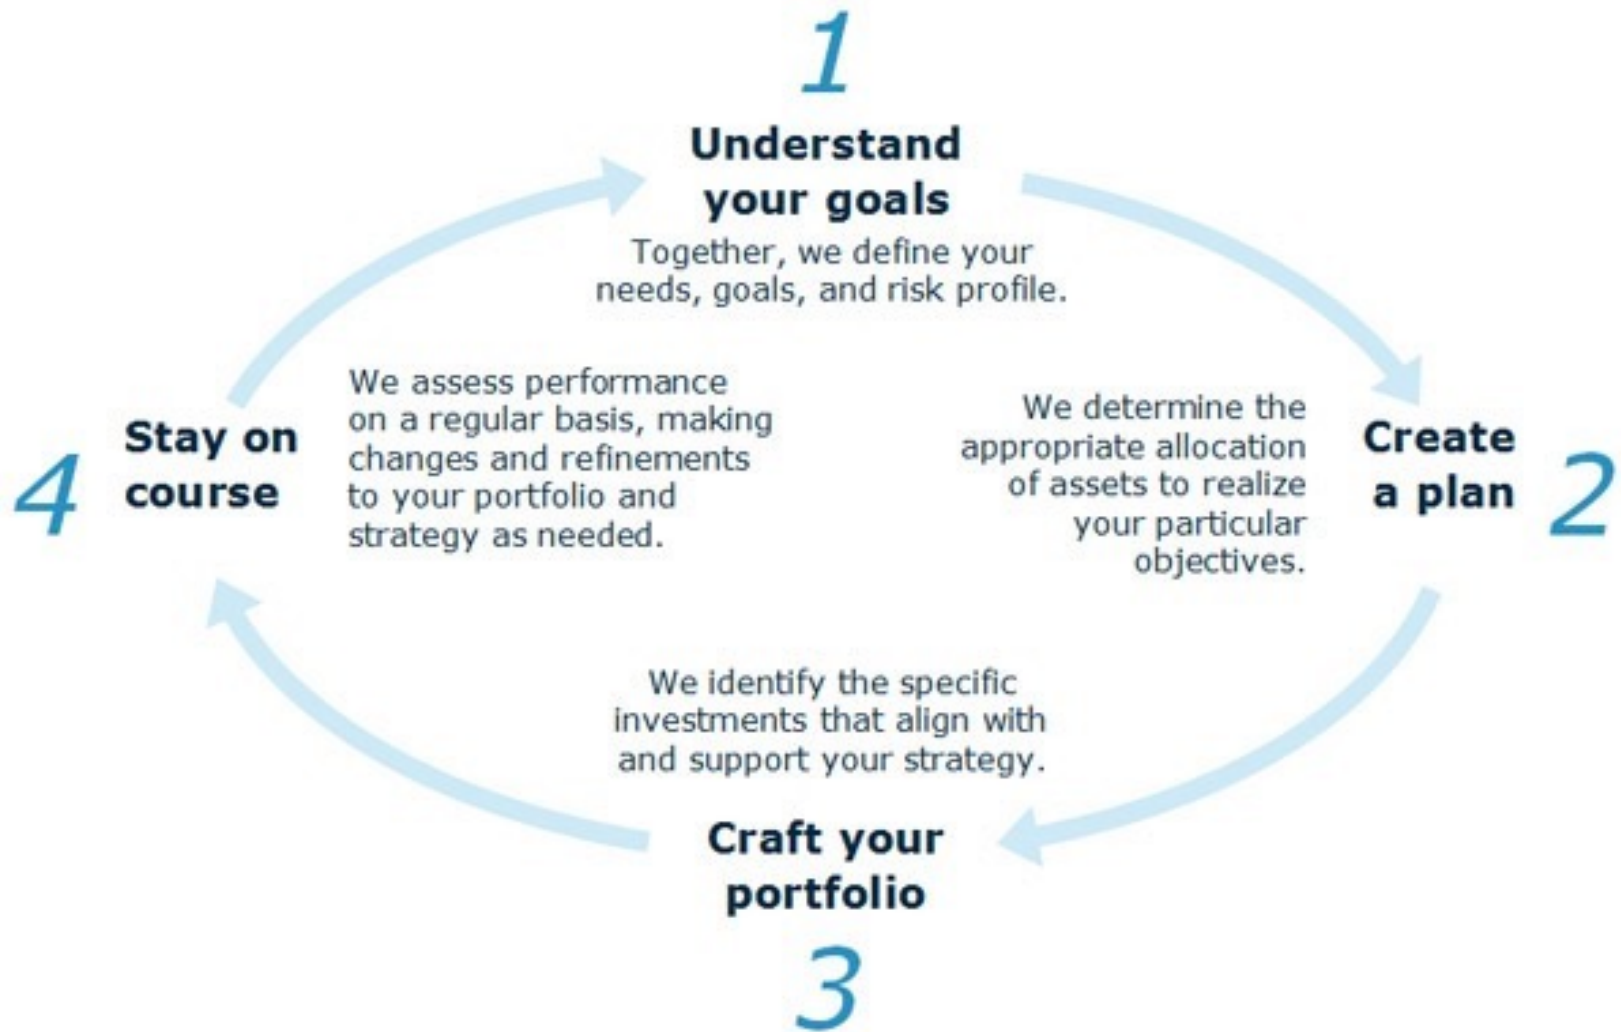 1
Understand
your goals
Together, we define your
needs, goals, and risk profile.
2
Create
a plan
We determine the
appropriate allocation
of assets to realize
your particular
objectives.
We identify the specific
investments that align with
and support your strategy.
Craft your
portfolio
3
4
Stay on
course
We assess performance
on a regular basis, making
changes and refinements
to your portfolio and
strategy as needed.